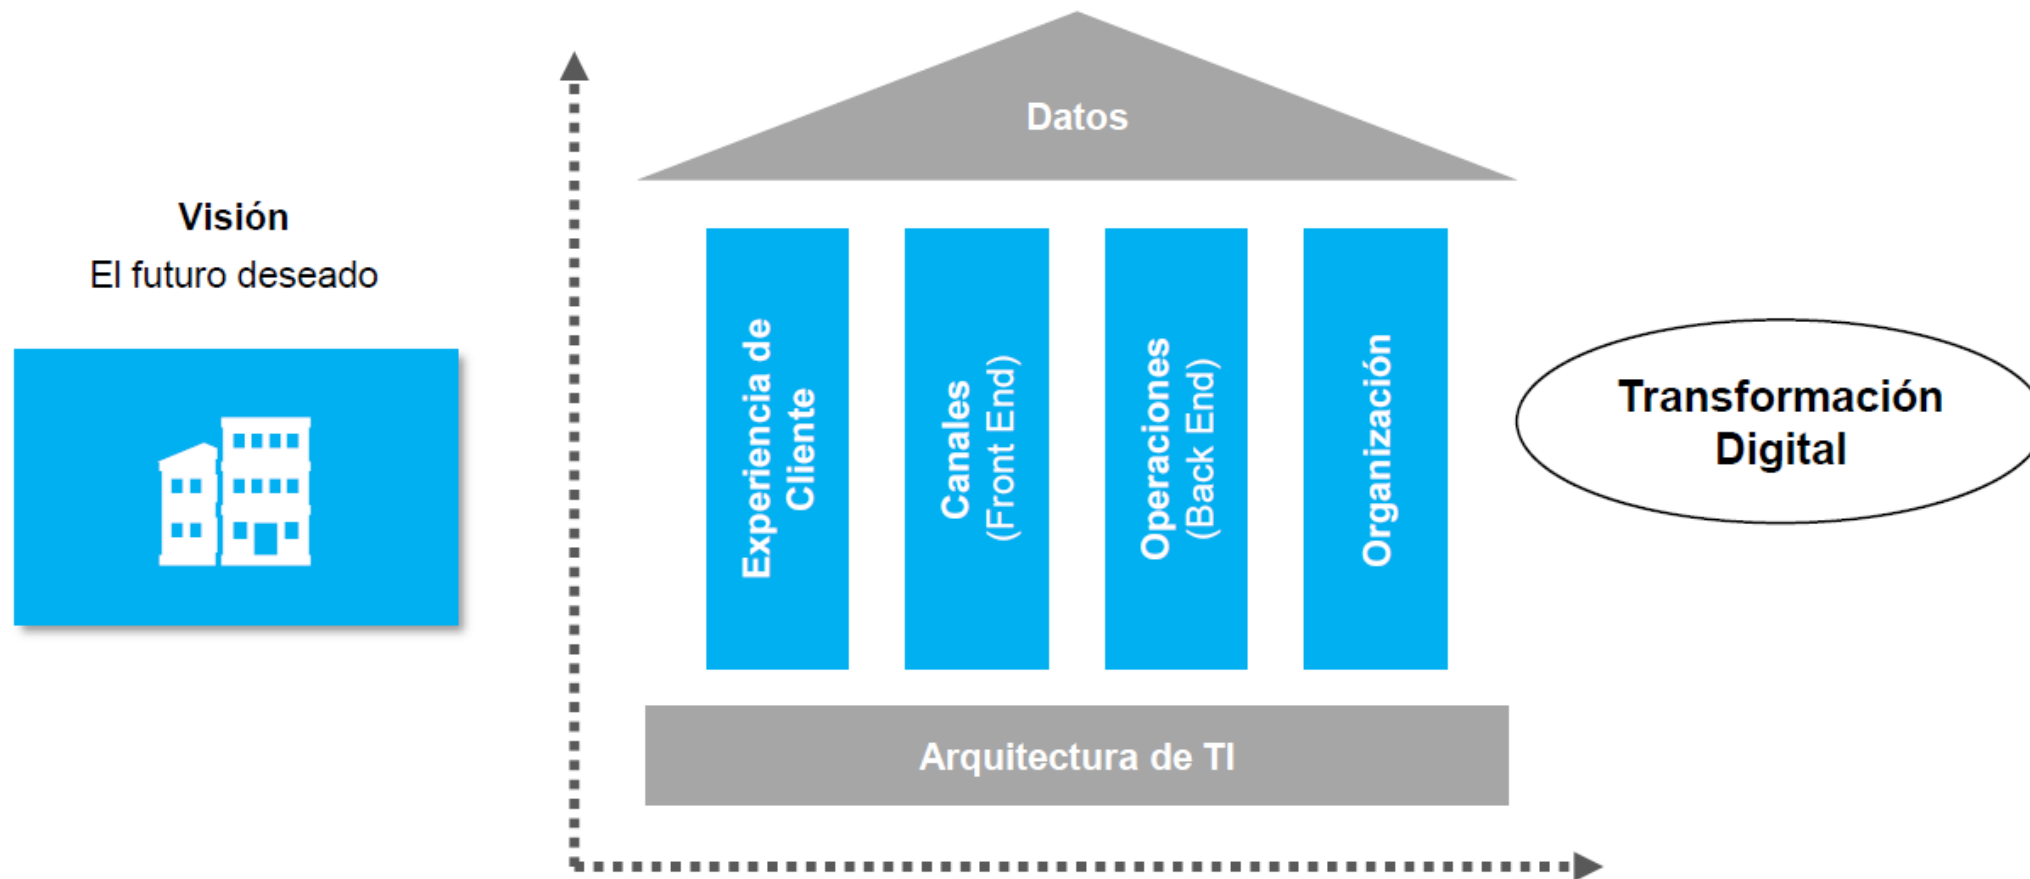 Visión
El futuro deseado
Datos
Experiencia de
Cliente
Canales
(Front End)
Operaciones
(Back End)
Organización
Arquitectura de TI
Transformación
Digital